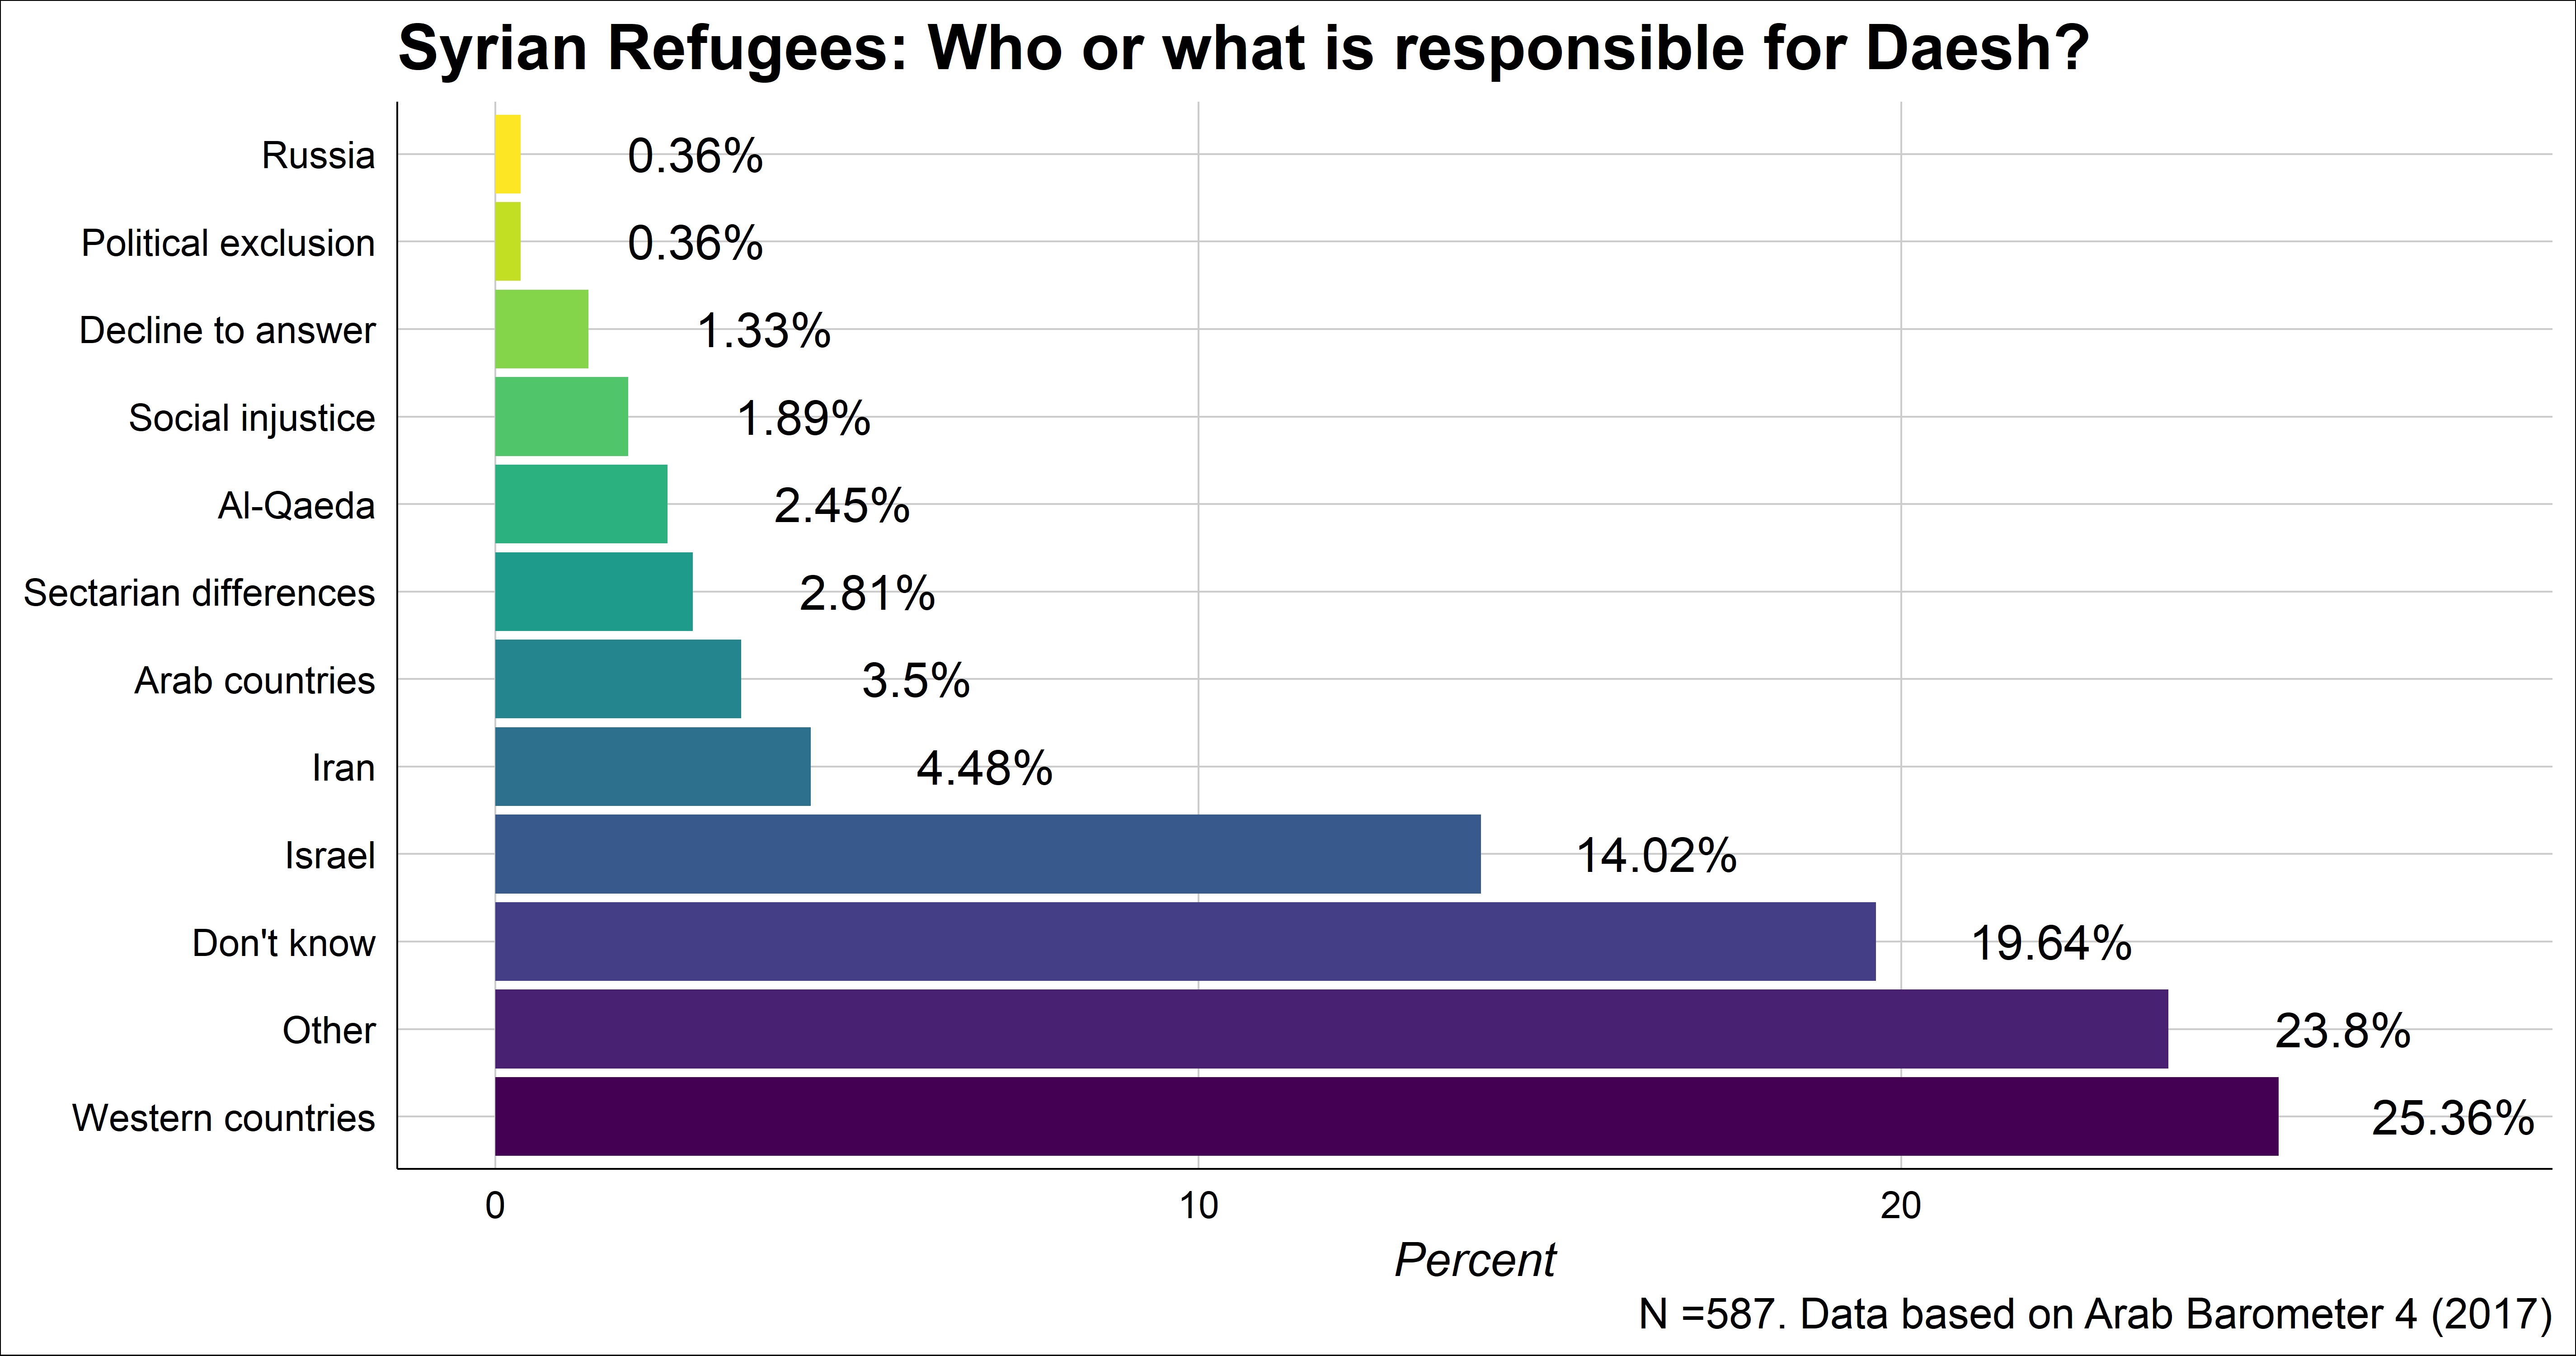 Syrian Refugees: Who or what is responsible for Daesh?
Russia 0.36%
Political exclusion 0.36%
Decline to answer 1.33%
Social injustice 1.89%
Al-Qaeda 2.45%
Sectarian differences 2.81%
Arab countries 3.5%
Iran 4.48%
Israel 14.02%
Don't know 19.64%
Other 23.8%
Western countries 25.36%
0 10 20
Percent
N =587. Data based on Arab Barometer 4 (2017)